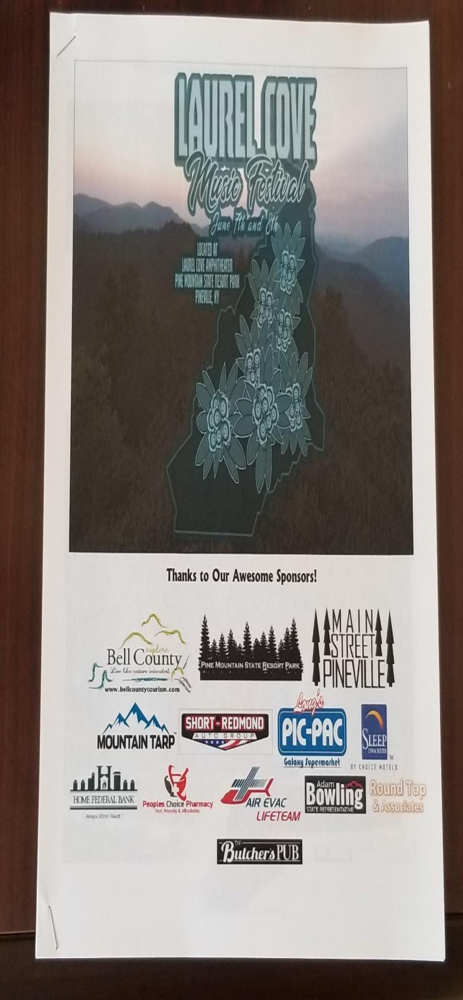 LAUREL COVE
Music Festival
June 7th and 8th
LOCATED AT
LAUREL COVE AMPHITHEATER
PINE MOUNTAIN STATE RESORT PARK
PINEVILLE, KY
Thanks to Our Awesome Sponsors!
explore
Bell County
Live like nature intended.
www.bellcountytourism.com
PINE MOUNTAIN STATE RESORT PARK
MAIN
STREET
PINEVILLE
MOUNTAIN TARP™
SHORT-REDMOND
AUTO GROUP
Long's
PIC-PAC
Galaxy Supermarket
SLEEP
INN & SUITES
TM
BY CHOICE HOTELS
H
HOME FEDERAL BANK
Always Within Reach!
Peoples Choice Pharmacy
Fast, Friendly & Affordable
AIR EVAC
LIFETEAM
Adam
Bowling
STATE REPRESENTATIVE
Round Top
& Associates
THE
Butcher's PUB